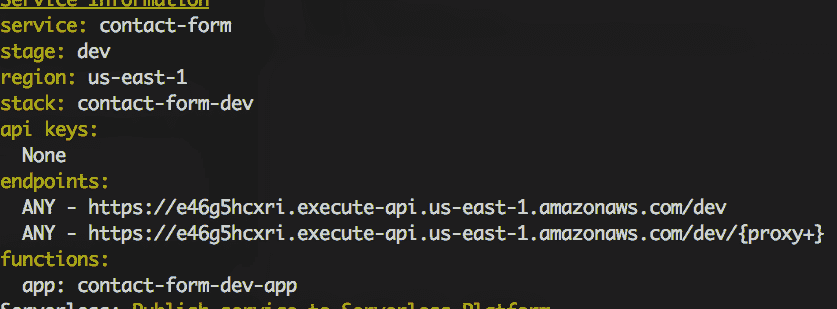 Service Information
service: contact-form
stage: dev
region: us-east-1
stack: contact-form-dev
api keys:
  None
endpoints:
  ANY - https://e46g5hcxri.execute-api.us-east-1.amazonaws.com/dev
  ANY - https://e46g5hcxri.execute-api.us-east-1.amazonaws.com/dev/{proxy+}
functions:
  app: contact-form-dev-app
Serverless: Publish service to Serverless Platform